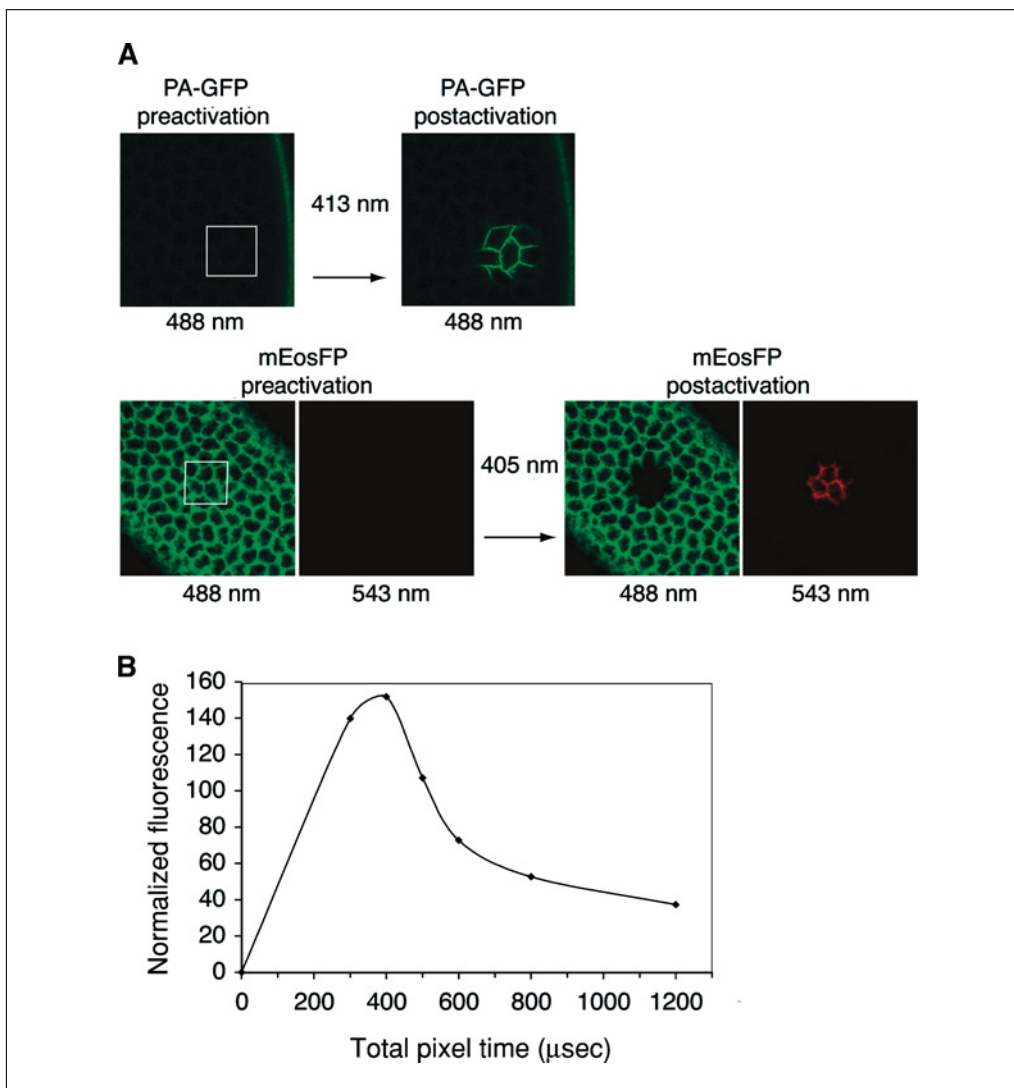 A
PA-GFP
preactivation
PA-GFP
postactivation
413 nm
488 nm
488 nm
mEosFP
preactivation
mEosFP
postactivation
405 nm
488 nm
543 nm
488 nm
543 nm
B
Normalized fluorescence
160
140
120
100
80
60
40
20
0
0 200 400 600 800 1000 1200
Total pixel time (μsec)